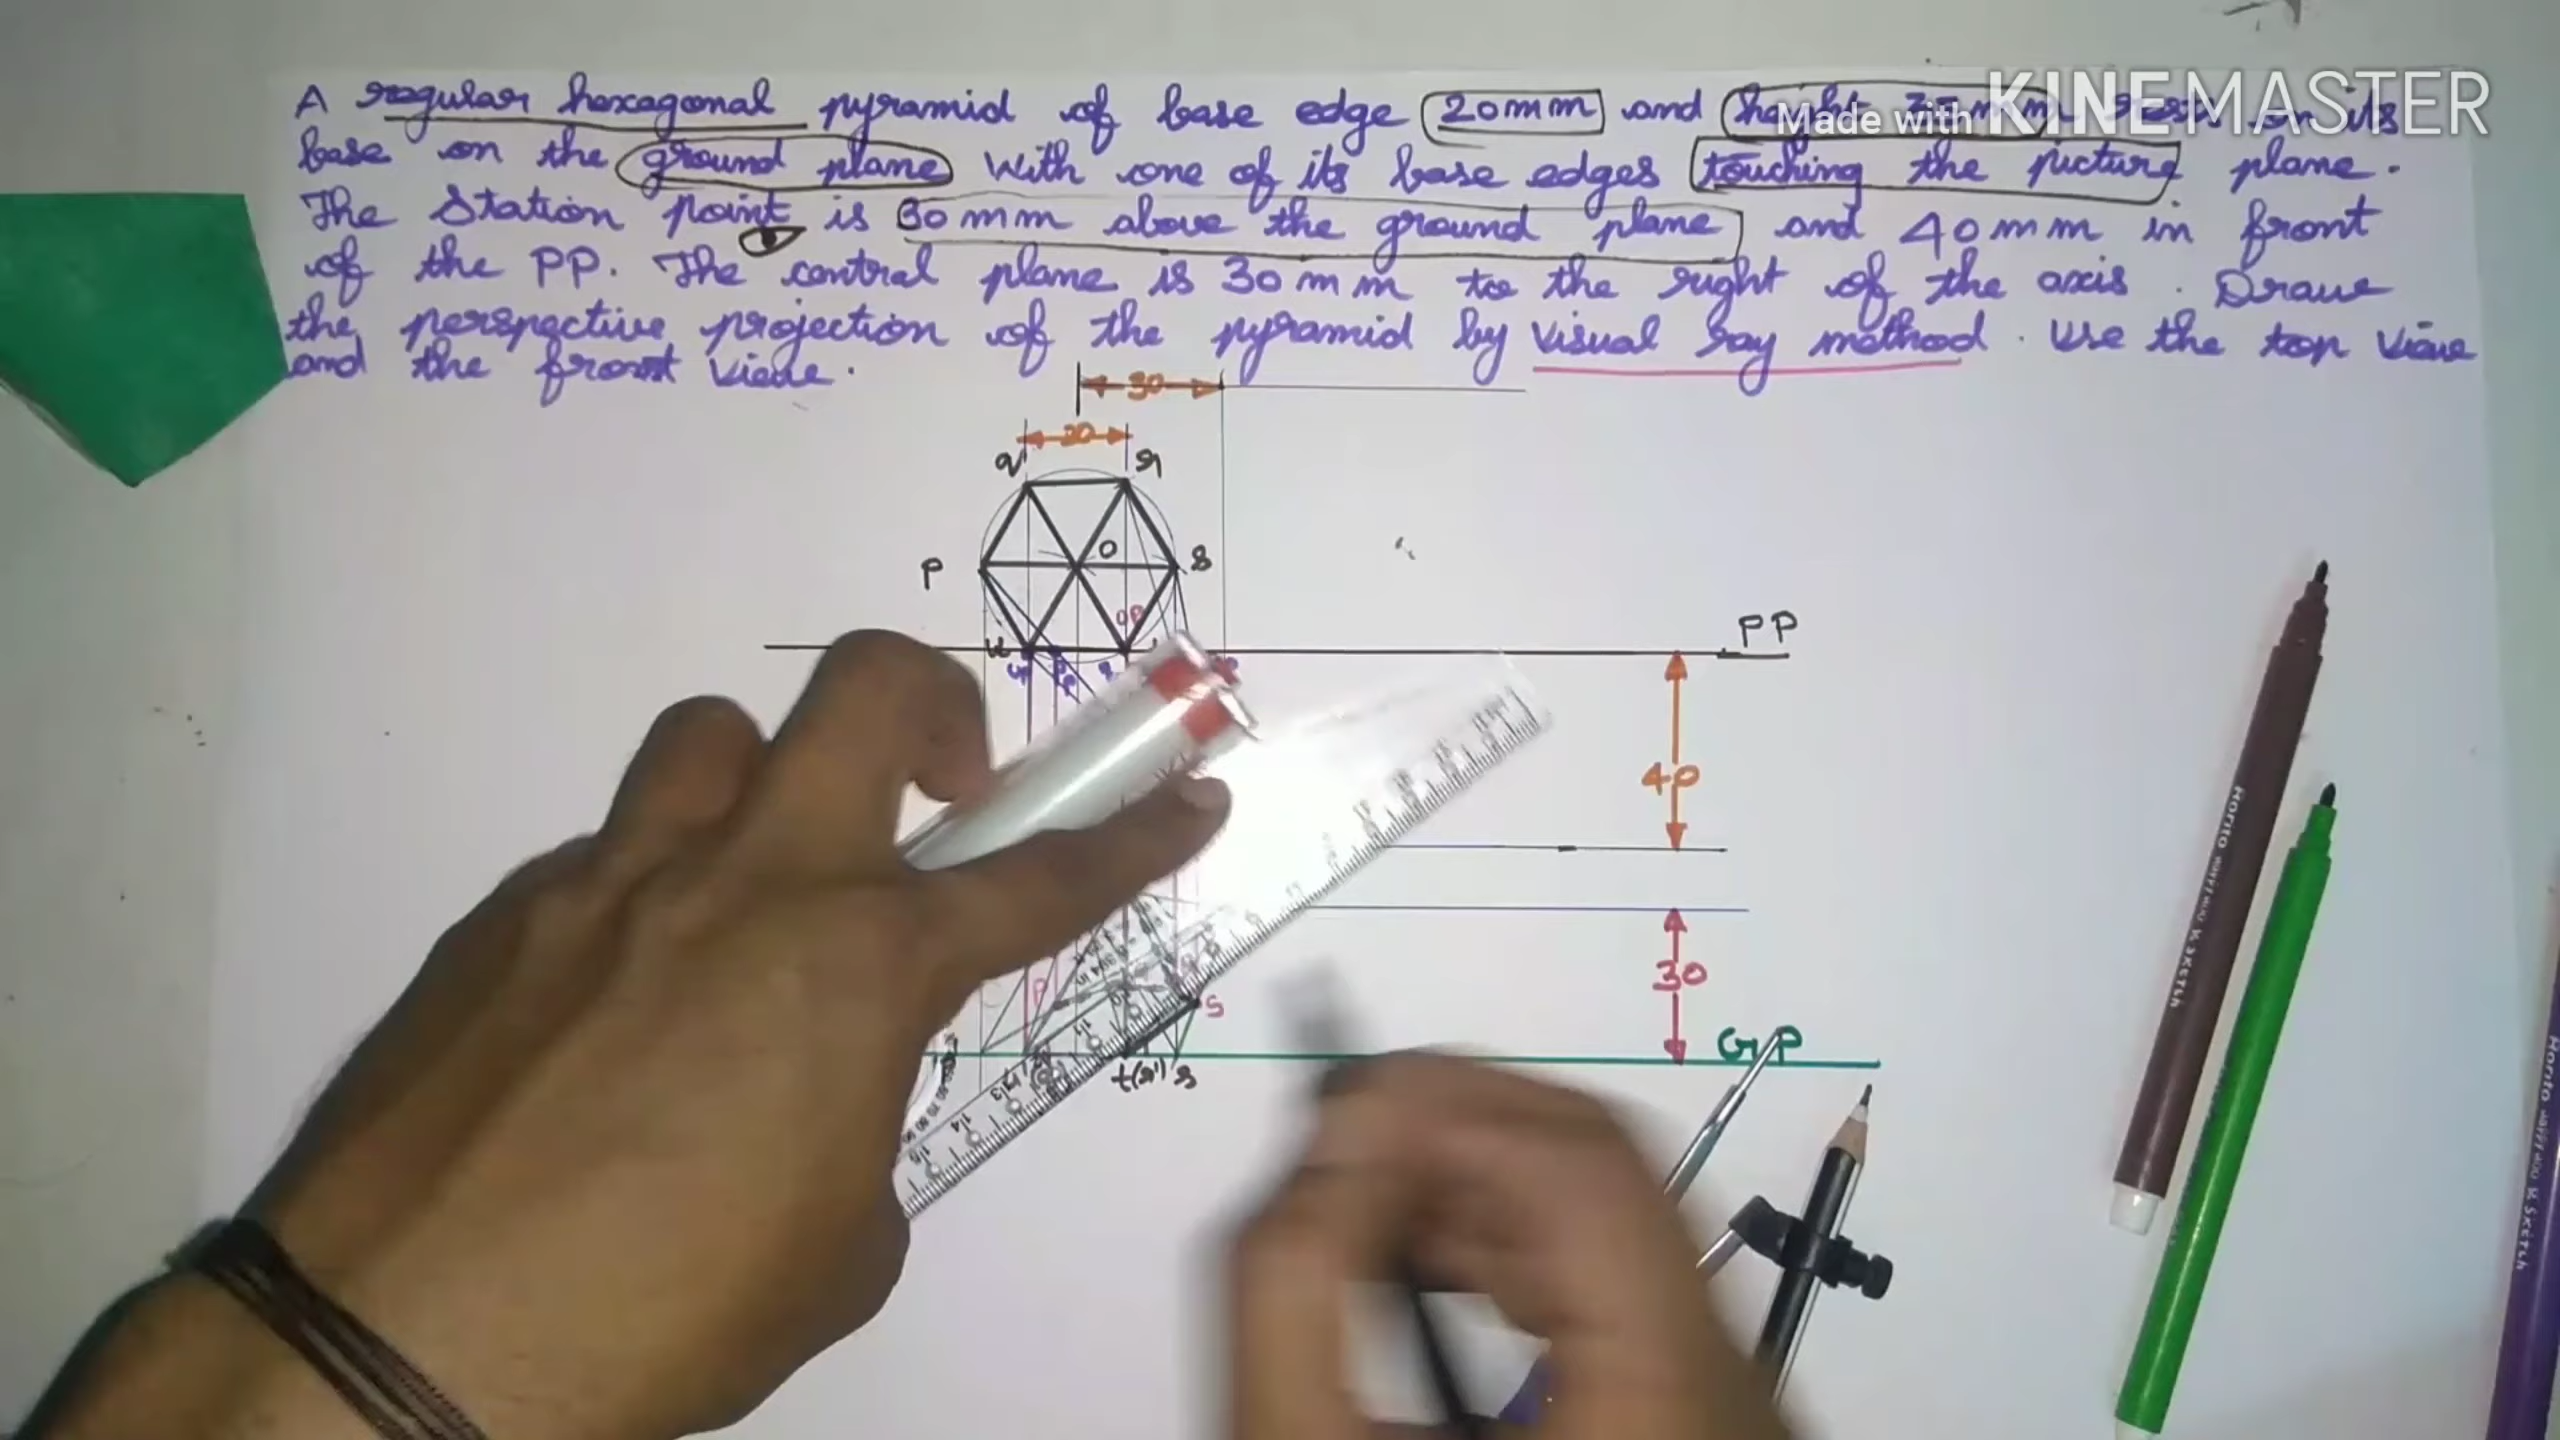 A regular hexagonal pyramid of base edge 20mm and height mm on its
Made with KINEMASTER
base on the ground plane with one of its base edges touching the picture plane.
The Station point is 30mm above the ground plane and 40mm in front
of the PP. The central plane is 30mm to the right of the axis. Draw
the perspective projection of the pyramid by visual ray method. Use the top view
and the front view.
30
20
q r
P O s
PP
u
40
30
P
S
GP
t(r') s